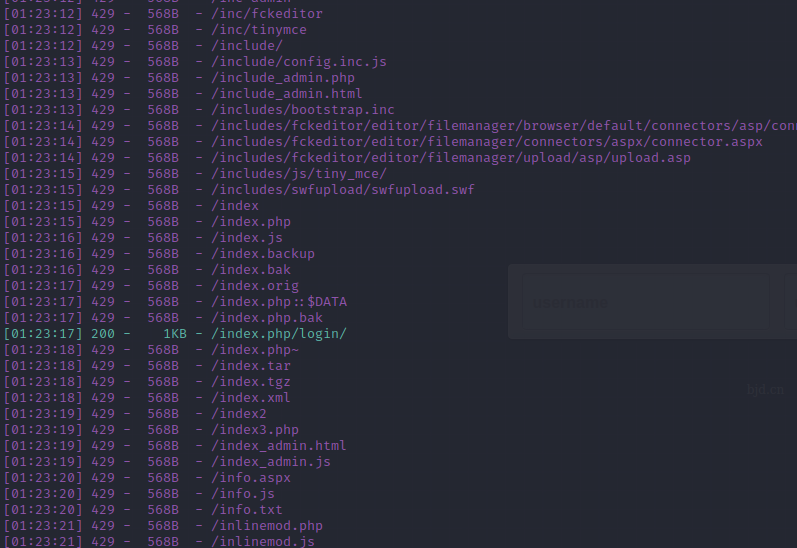 [01:23:12] 429 - 568B - /inc-admin
[01:23:12] 429 - 568B - /inc/fckeditor
[01:23:12] 429 - 568B - /inc/tinymce
[01:23:12] 429 - 568B - /include/
[01:23:13] 429 - 568B - /include/config.inc.js
[01:23:13] 429 - 568B - /include_admin.php
[01:23:13] 429 - 568B - /include_admin.html
[01:23:13] 429 - 568B - /includes/bootstrap.inc
[01:23:14] 429 - 568B - /includes/fckeditor/editor/filemanager/browser/default/connectors/asp/con
[01:23:14] 429 - 568B - /includes/fckeditor/editor/filemanager/connectors/aspx/connector.aspx
[01:23:14] 429 - 568B - /includes/fckeditor/editor/filemanager/upload/asp/upload.asp
[01:23:15] 429 - 568B - /includes/js/tiny_mce/
[01:23:15] 429 - 568B - /includes/swfupload/swfupload.swf
[01:23:15] 429 - 568B - /index
[01:23:15] 429 - 568B - /index.php
[01:23:16] 429 - 568B - /index.js
[01:23:16] 429 - 568B - /index.backup
[01:23:16] 429 - 568B - /index.bak
[01:23:17] 429 - 568B - /index.orig
[01:23:17] 429 - 568B - /index.php::$DATA
[01:23:17] 429 - 568B - /index.php.bak
[01:23:17] 200 - 1KB - /index.php/login/
[01:23:18] 429 - 568B - /index.php~
[01:23:18] 429 - 568B - /index.tar
[01:23:18] 429 - 568B - /index.tgz
[01:23:18] 429 - 568B - /index.xml
[01:23:19] 429 - 568B - /index2
[01:23:19] 429 - 568B - /index3.php
[01:23:19] 429 - 568B - /index_admin.html
[01:23:19] 429 - 568B - /index_admin.js
[01:23:20] 429 - 568B - /info.aspx
[01:23:20] 429 - 568B - /info.js
[01:23:20] 429 - 568B - /info.txt
[01:23:21] 429 - 568B - /inlinemod.php
[01:23:21] 429 - 568B - /inlinemod.js
username
bjd.cn